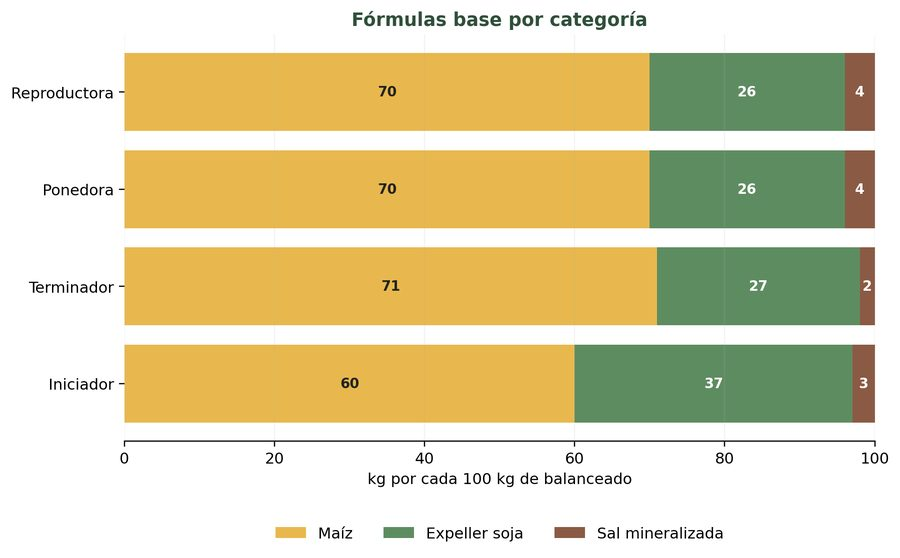 Fórmulas base por categoría
Reproductora
70 26 4
Ponedora
70 26 4
Terminador
71 27 2
Iniciador
60 37 3
0 20 40 60 80 100
kg por cada 100 kg de balanceado
Maíz Expeller soja Sal mineralizada